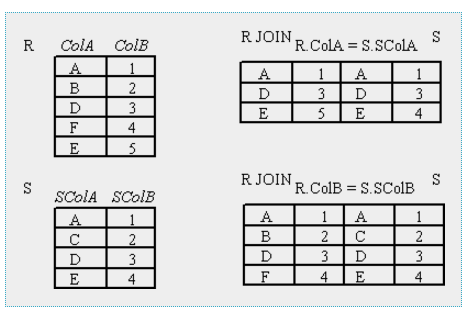 R ColA ColB
A 1
B 2
D 3
F 4
E 5
R JOIN R.ColA = S.SColA S
A 1 A 1
D 3 D 3
E 5 E 4
S SColA SColB
A 1
C 2
D 3
E 4
R JOIN R.ColB = S.SColB S
A 1 A 1
B 2 C 2
D 3 D 3
F 4 E 4